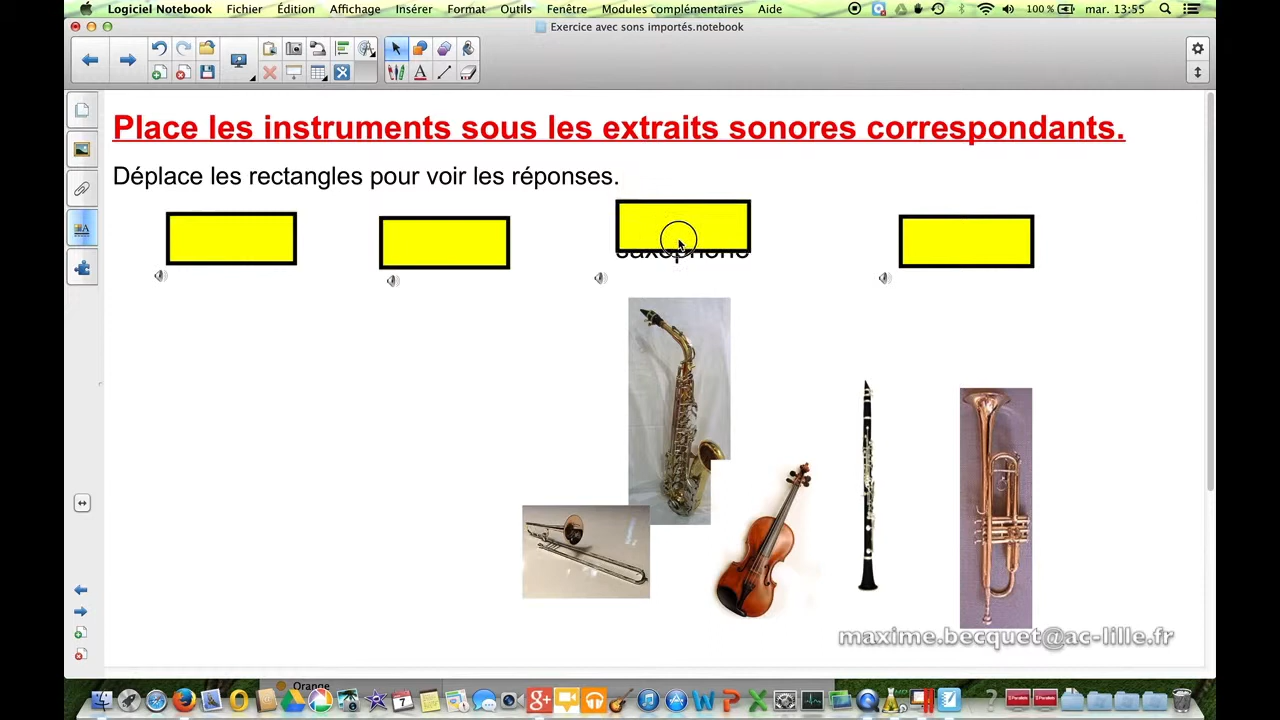 Logiciel Notebook Fichier Édition Affichage Insérer Format Outils Fenêtre Modules complémentaires Aide 100 % mar. 13:55
Exercice avec sons importés.notebook
Place les instruments sous les extraits sonores correspondants.
Déplace les rectangles pour voir les réponses.
saxophone
maxime.becquet@ac-lille.fr
Orange